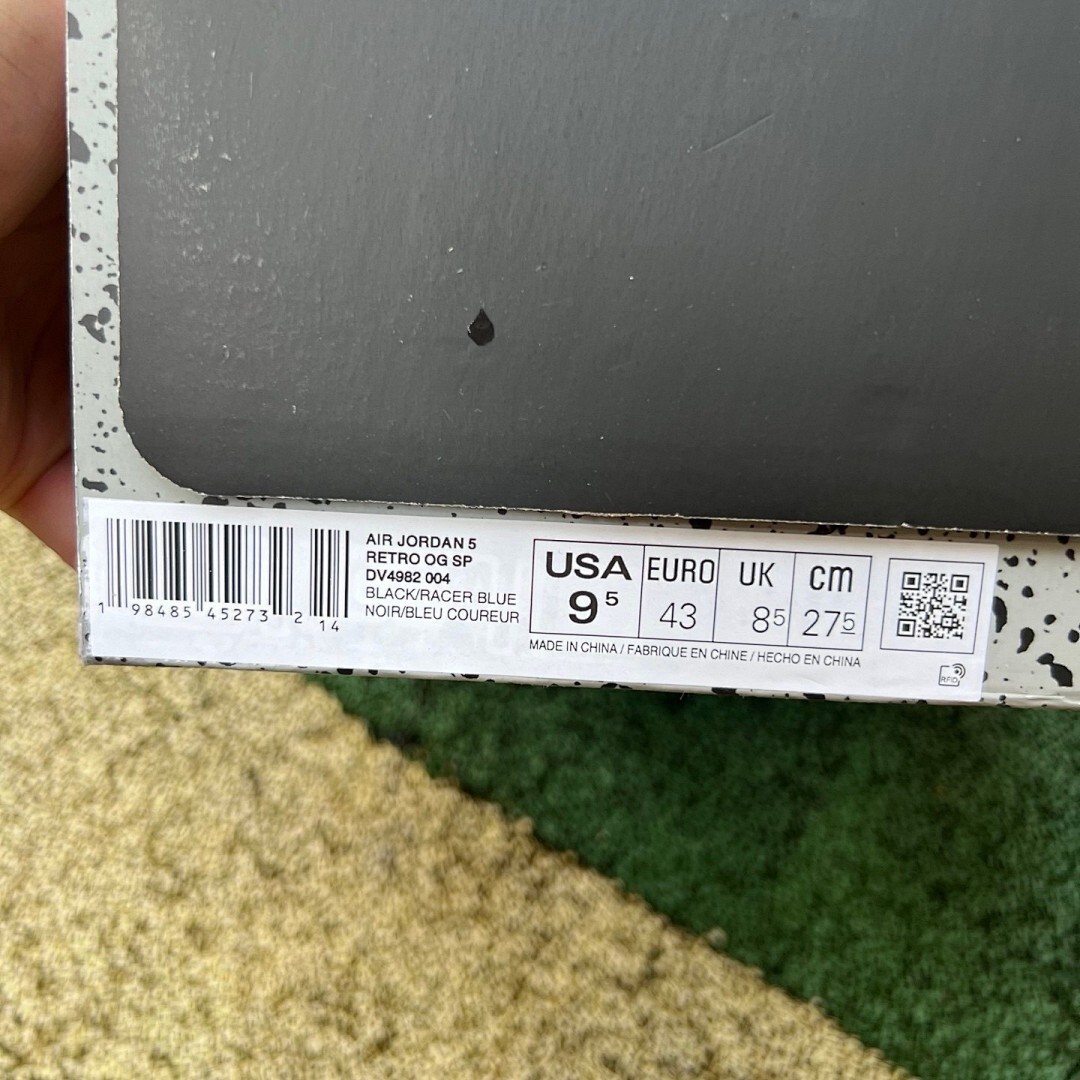 AIR JORDAN 5
RETRO OG SP
DV4982 004
BLACK/RACER BLUE
NOIR/BLEU COUREUR
1 98485 45273 2 14
USA EURO UK cm
9 5 43 8 5 27 5
MADE IN CHINA / FABRIQUE EN CHINE / HECHO EN CHINA
RFID